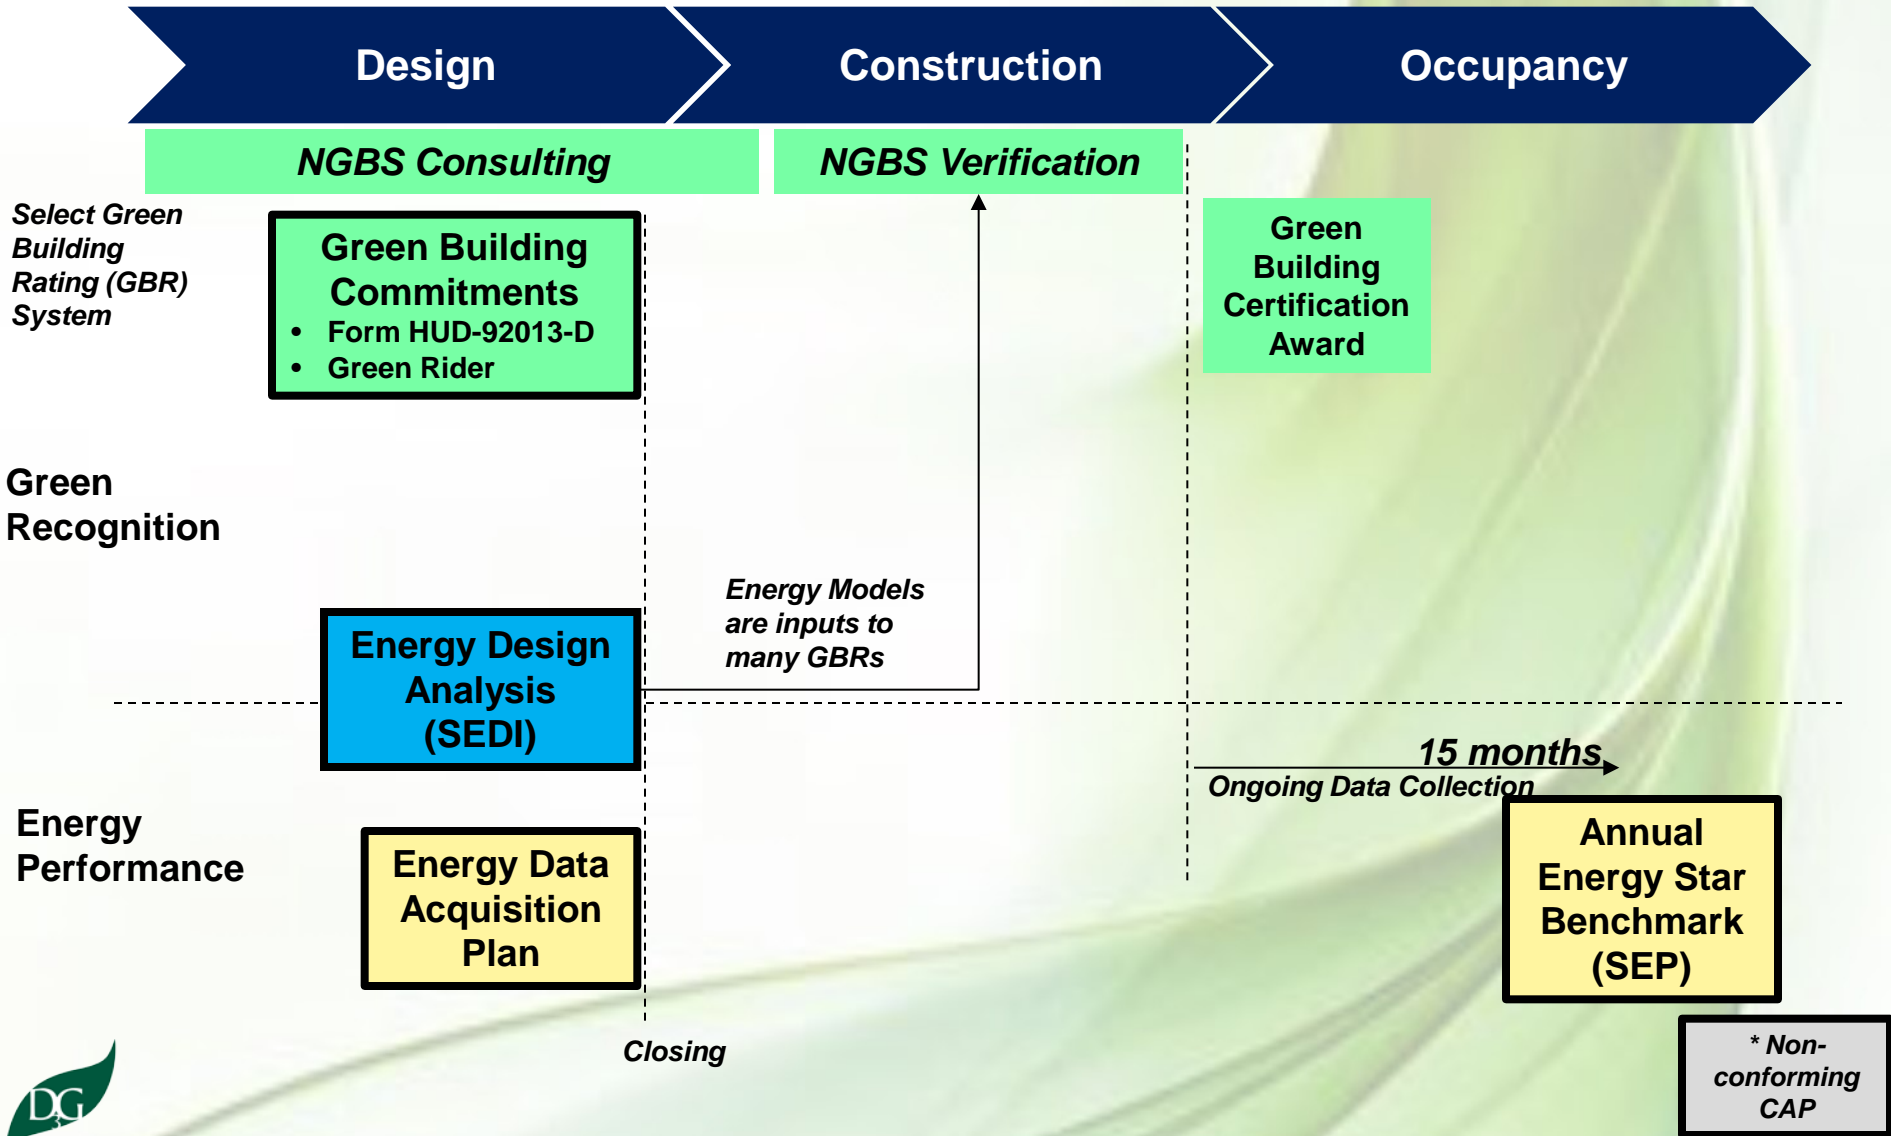 Design
Construction
Occupancy
NGBS Consulting
NGBS Verification
Select Green
Building
Rating (GBR)
System
Green Building
Commitments
• Form HUD-92013-D
• Green Rider
Green
Building
Certification
Award
Green
Recognition
Energy Models
are inputs to
many GBRs
Energy Design
Analysis
(SEDI)
15 months
Ongoing Data Collection
Energy
Performance
Energy Data
Acquisition
Plan
Annual
Energy Star
Benchmark
(SEP)
Closing
* Non-
conforming
CAP
D3G